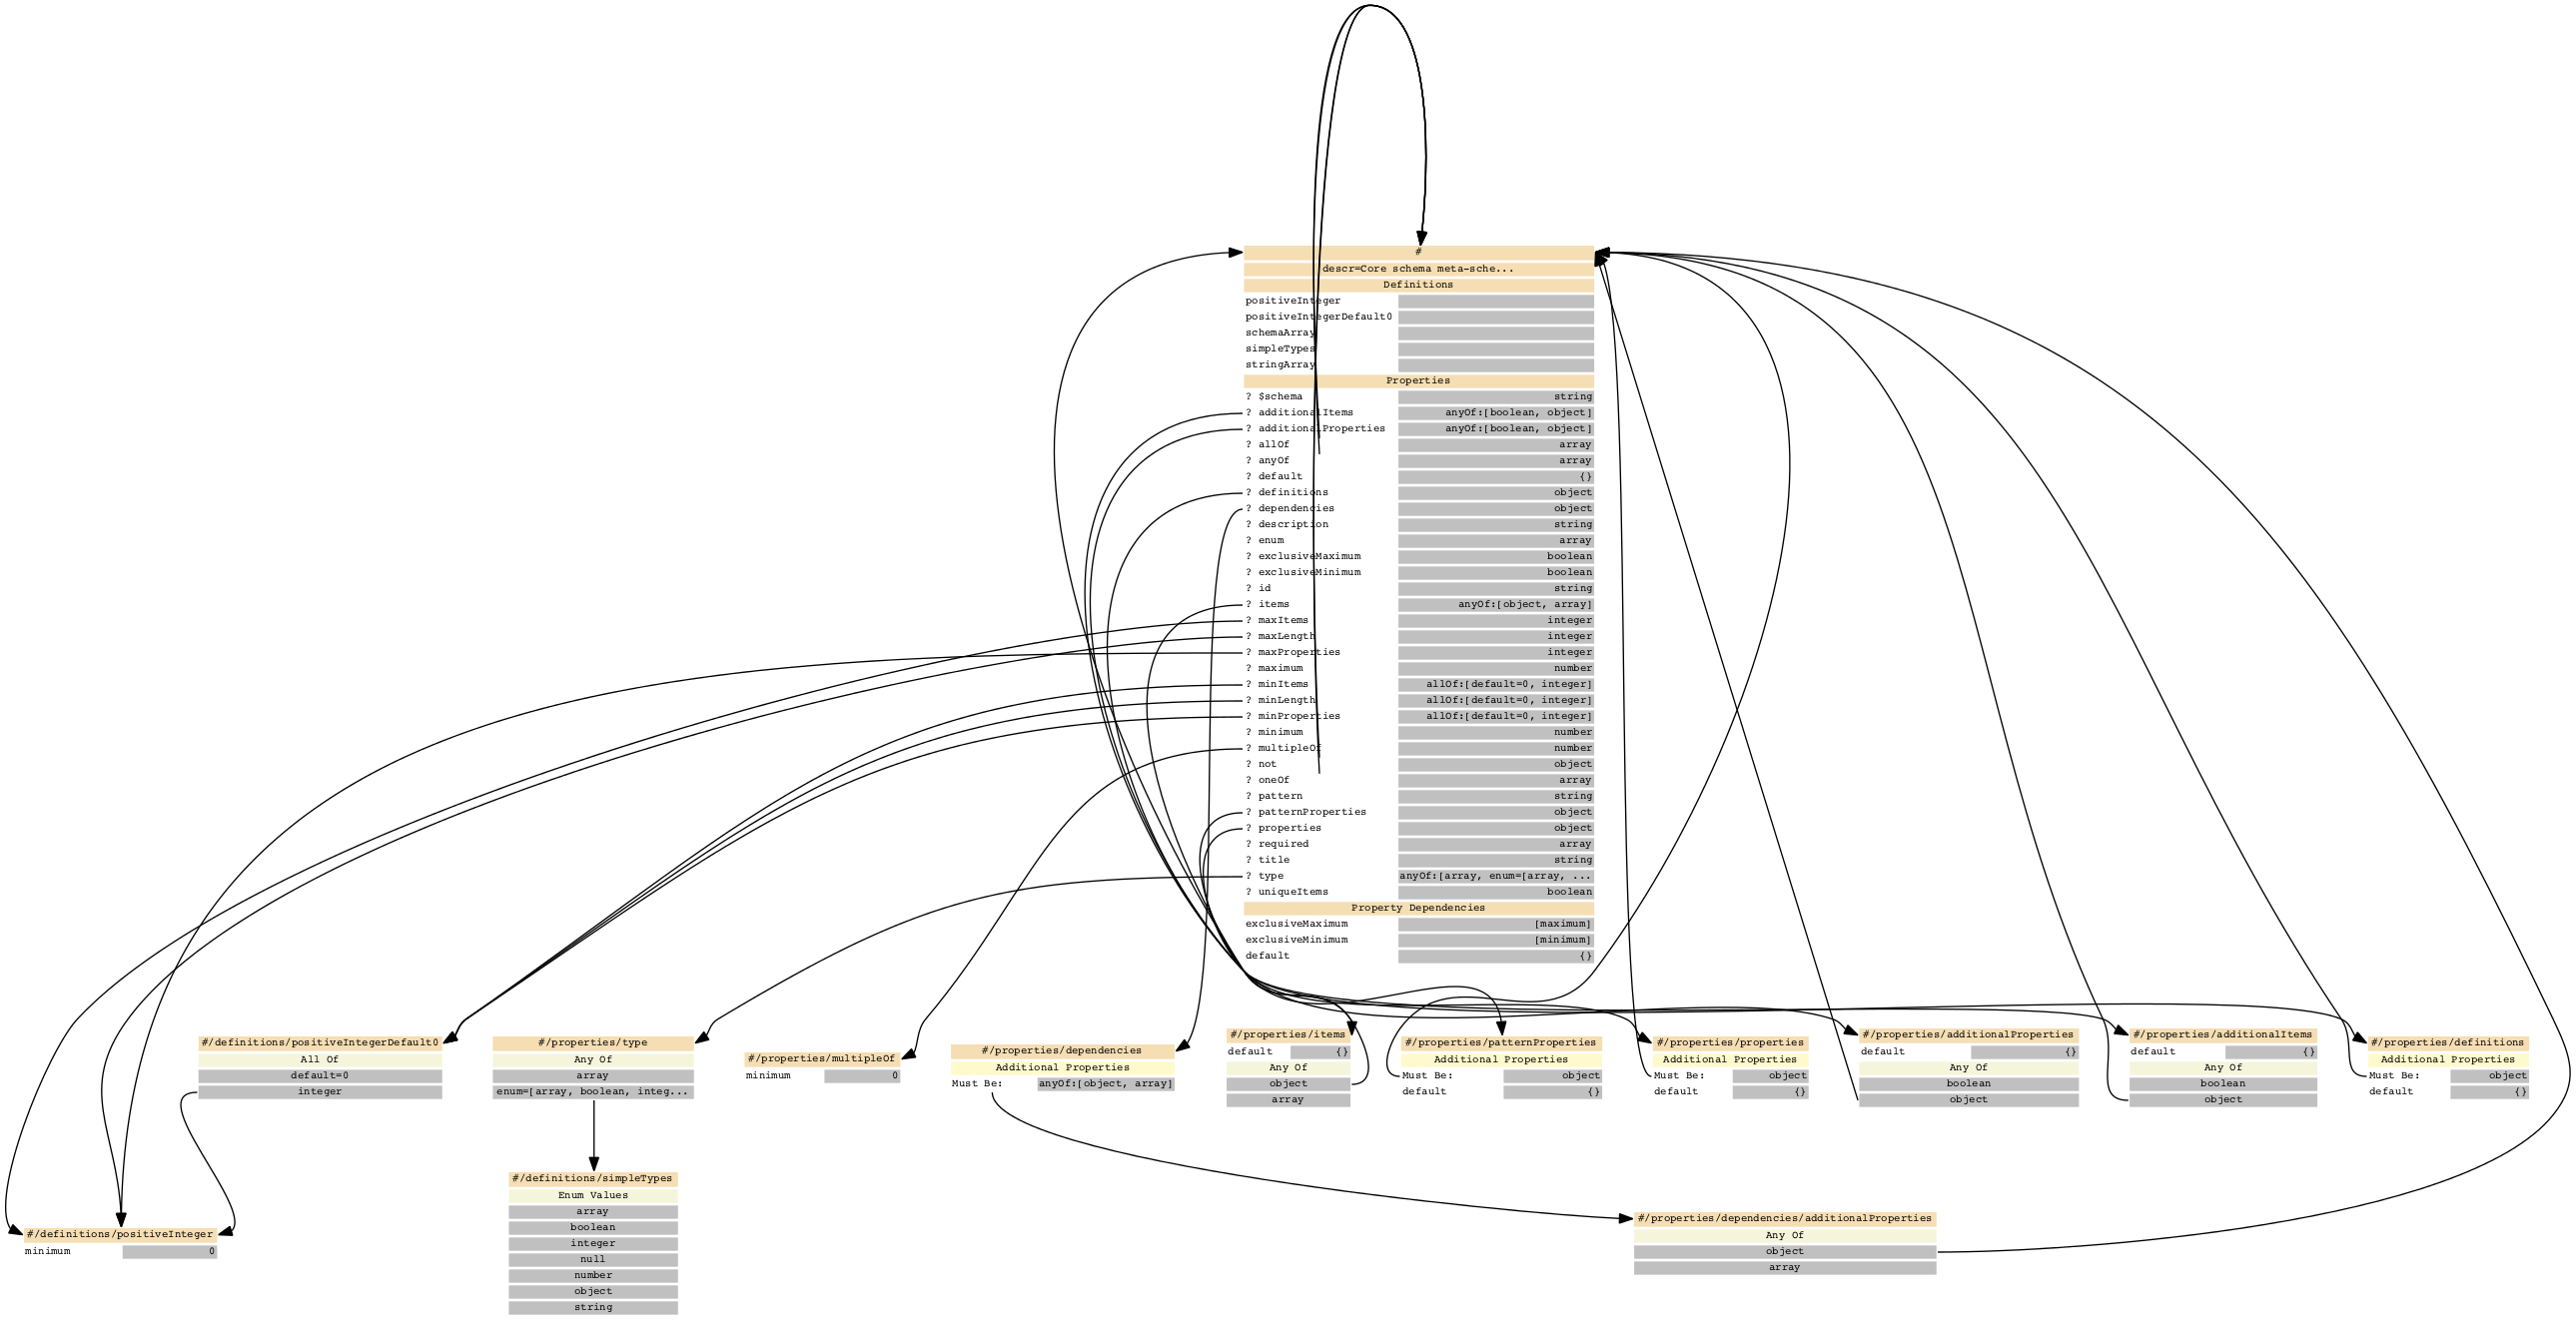 #
descr=Core schema meta-sche...
Definitions
positiveInteger
positiveIntegerDefault0
schemaArray
simpleTypes
stringArray
Properties
? $schema string
? additionalItems anyOf:[boolean, object]
? additionalProperties anyOf:[boolean, object]
? allOf array
? anyOf array
? default {}
? definitions object
? dependencies object
? description string
? enum array
? exclusiveMaximum boolean
? exclusiveMinimum boolean
? id string
? items anyOf:[object, array]
? maxItems integer
? maxLength integer
? maxProperties integer
? maximum number
? minItems allOf:[default=0, integer]
? minLength allOf:[default=0, integer]
? minProperties allOf:[default=0, integer]
? minimum number
? multipleOf number
? not object
? oneOf array
? pattern string
? patternProperties object
? properties object
? required array
? title string
? type anyOf:[array, enum=[array, ...
? uniqueItems boolean
Property Dependencies
exclusiveMaximum [maximum]
exclusiveMinimum [minimum]
default {}
#/definitions/positiveIntegerDefault0
All Of
default=0
integer
#/properties/type
Any Of
array
enum=[array, boolean, integ...
#/properties/multipleOf
minimum 0
#/properties/dependencies
Additional Properties
Must Be: anyOf:[object, array]
#/properties/items
default {}
Any Of
object
array
#/properties/patternProperties
Additional Properties
Must Be: object
default {}
#/properties/properties
Additional Properties
Must Be: object
default {}
#/properties/additionalProperties
default {}
Any Of
boolean
object
#/properties/additionalItems
default {}
Any Of
boolean
object
#/properties/definitions
Additional Properties
Must Be: object
default {}
#/definitions/positiveInteger
minimum 0
#/definitions/simpleTypes
Enum Values
array
boolean
integer
null
number
object
string
#/properties/dependencies/additionalProperties
Any Of
object
array